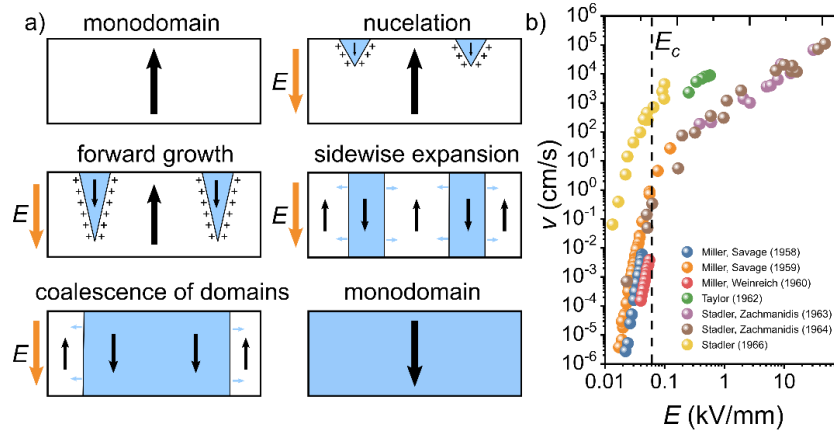 a)
monodomain
nucelation
E
forward growth
sidewise expansion
E
E
coalescence of domains
monodomain
E
b)
E_c
v (cm/s)
10^5
10^4
10^3
10^2
10^1
10^0
10^-1
10^-2
10^-3
10^-4
10^-5
10^-6
Miller, Savage (1958)
Miller, Savage (1959)
Miller, Weinreich (1960)
Taylor (1962)
Stadler, Zachmanidis (1963)
Stadler, Zachmanidis (1964)
Stadler (1966)
0.01 0.1 1 10
E (kV/mm)